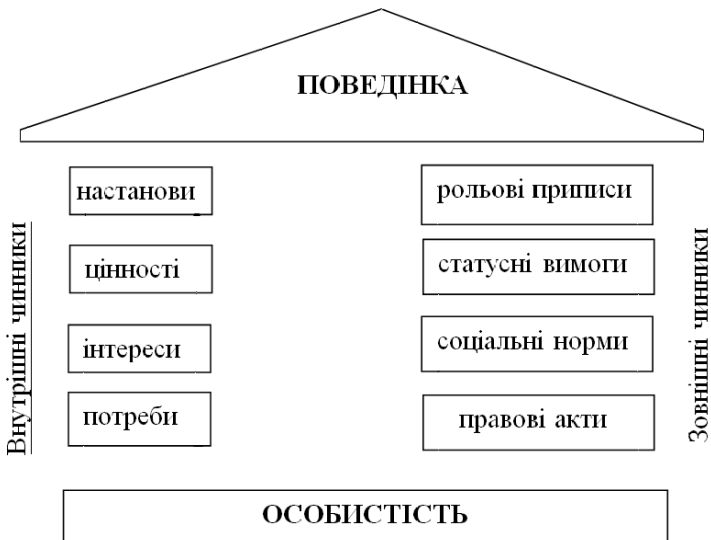 ПОВЕДІНКА
Внутрішні чинники
настанови
цінності
інтереси
потреби
рольові приписи
статусні вимоги
соціальні норми
правові акти
Зовнішні чинники
ОСОБИСТІСТЬ